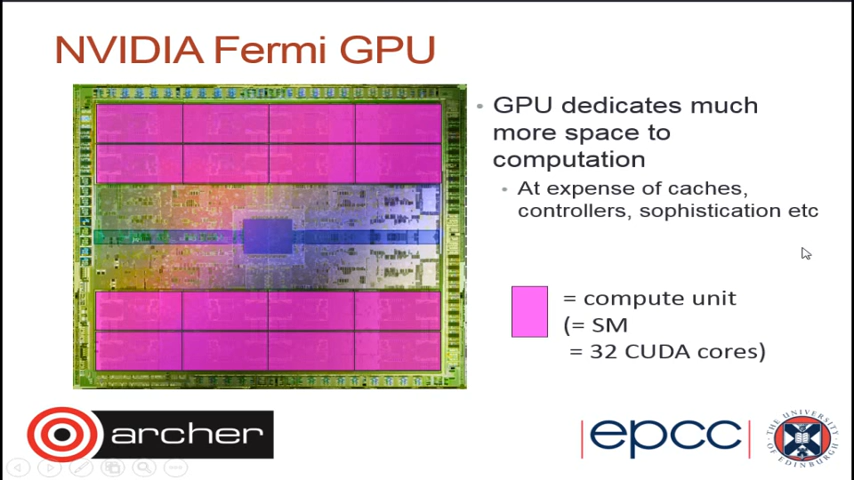 NVIDIA Fermi GPU
• GPU dedicates much
more space to
computation
• At expense of caches,
controllers, sophistication etc
= compute unit
(= SM
= 32 CUDA cores)
archer
|epcc|
THE UNIVERSITY
OF EDINBURGH